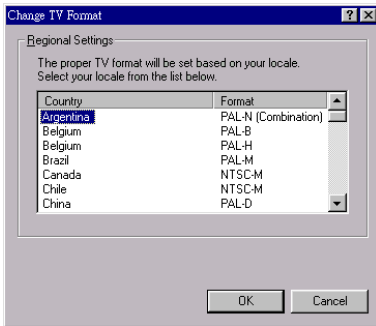 Change TV Format
Regional Settings
The proper TV format will be set based on your locale.
Select your locale from the list below.
Country Format
Argentina PAL-N (Combination)
Belgium PAL-B
Belgium PAL-H
Brazil PAL-M
Canada NTSC-M
Chile NTSC-M
China PAL-D
OK Cancel